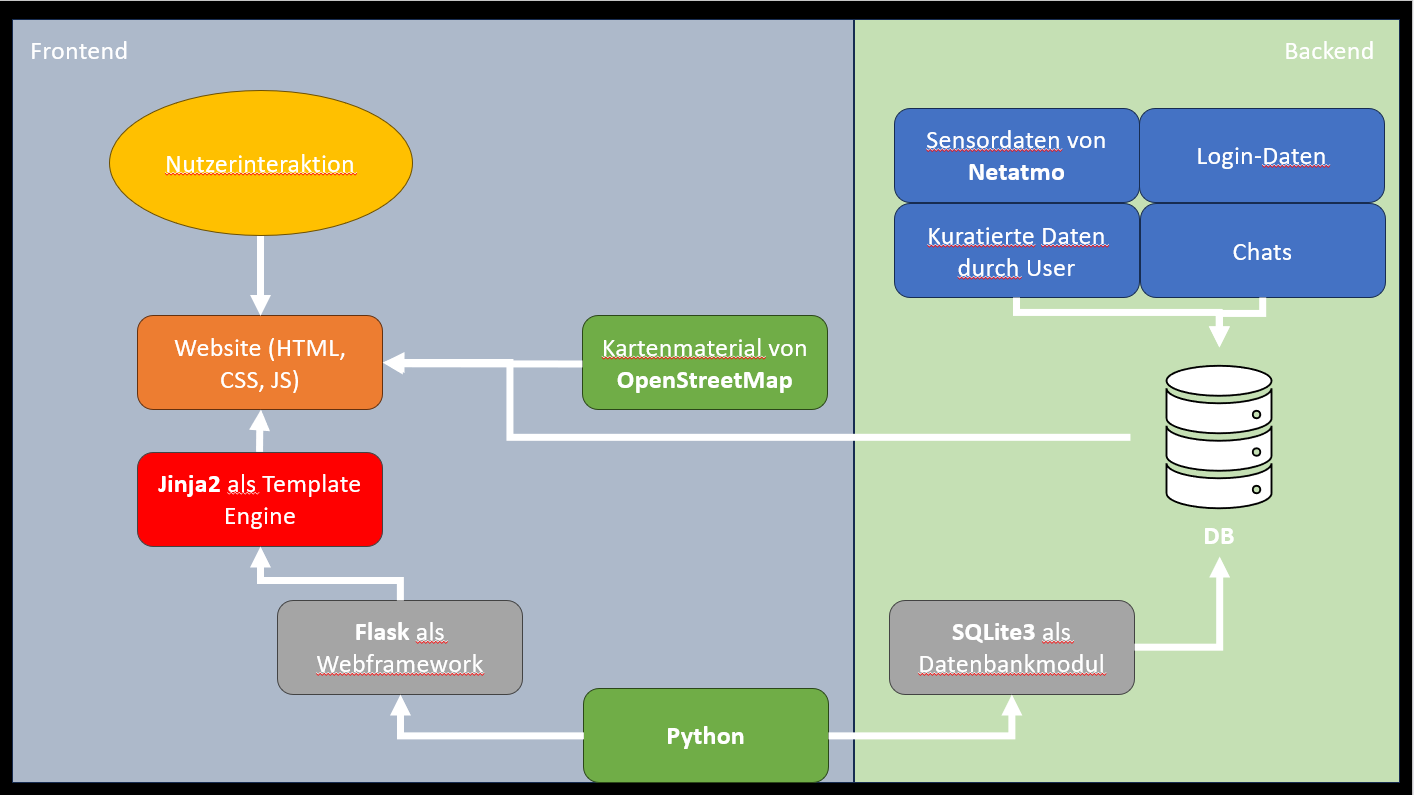 Frontend
Backend
Nutzerinteraktion
Sensordaten von
Netatmo
Login-Daten
Kuratierte Daten
durch User
Chats
Website (HTML,
CSS, JS)
Kartenmaterial von
OpenStreetMap
Jinja2 als Template
Engine
DB
Flask als
Webframework
SQLite3 als
Datenbankmodul
Python